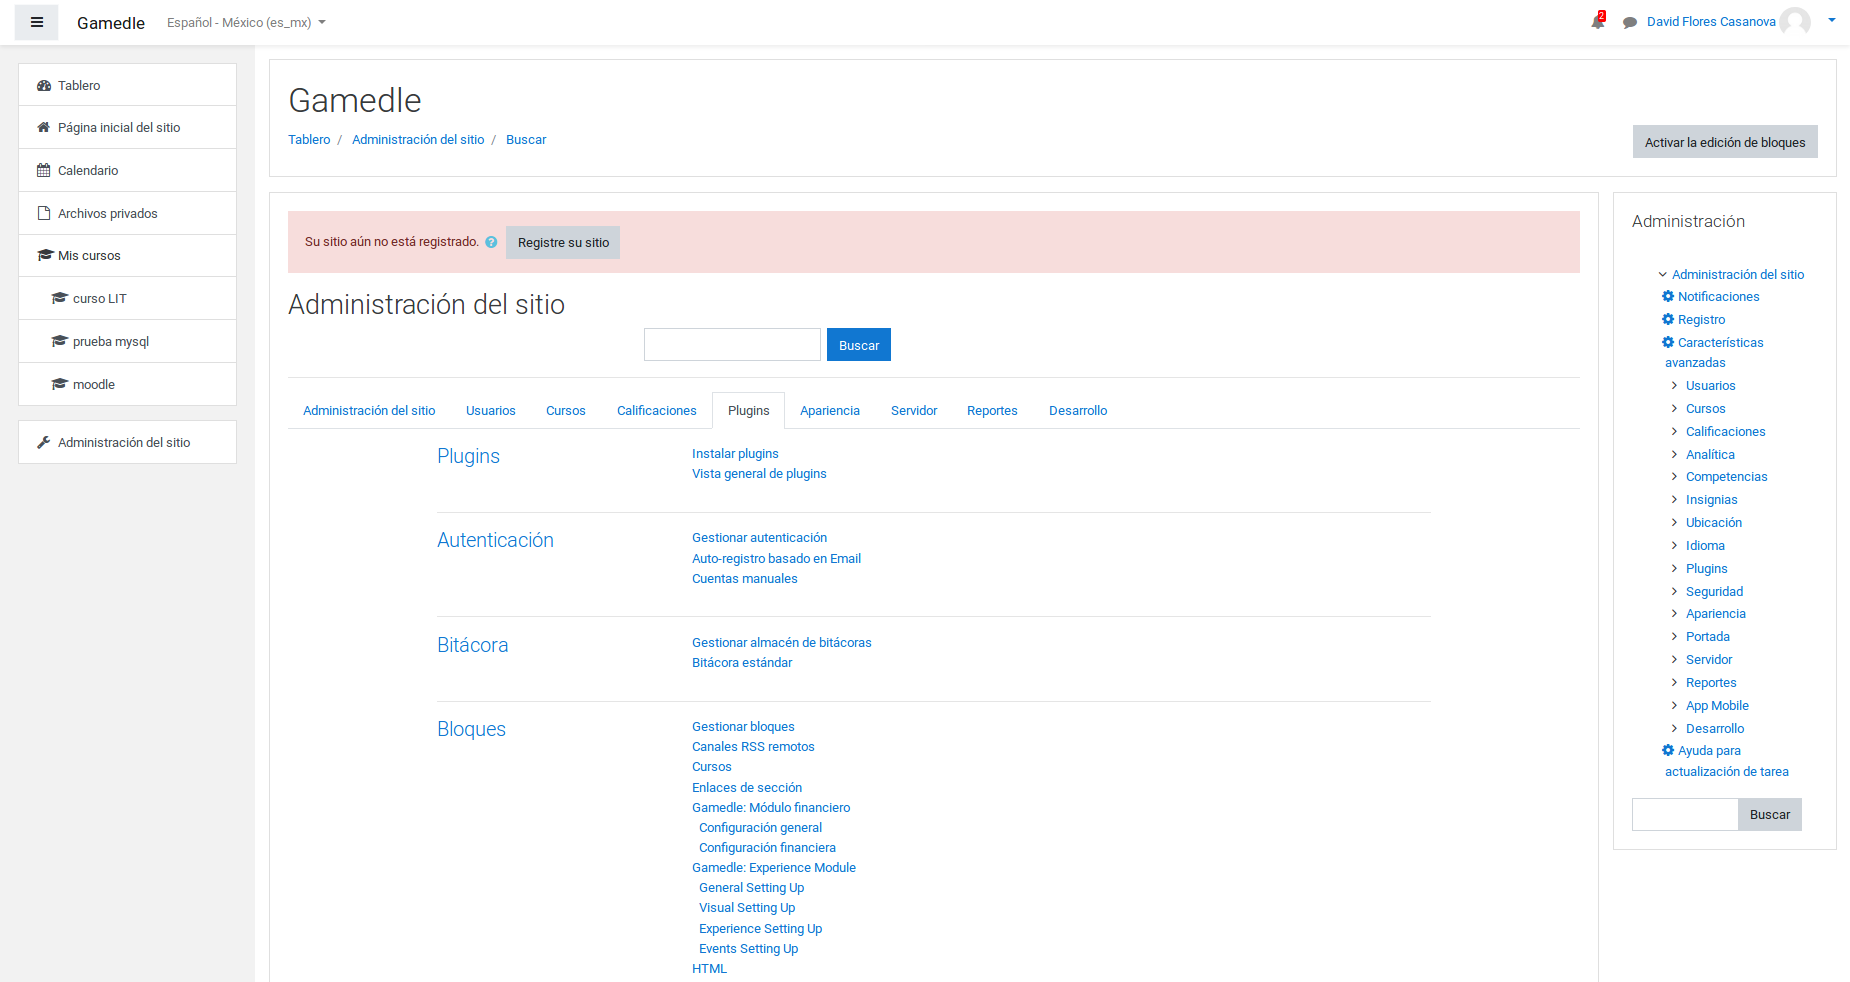 Gamedle Español - México (es_mx) 2 David Flores Casanova
Tablero
Página inicial del sitio
Calendario
Archivos privados
Mis cursos
curso LIT
prueba mysql
moodle
Administración del sitio
Gamedle
Tablero / Administración del sitio / Buscar
Activar la edición de bloques
Su sitio aún no está registrado. ? Registre su sitio
Administración del sitio
Buscar
Administración del sitio Usuarios Cursos Calificaciones Plugins Apariencia Servidor Reportes Desarrollo
Plugins
Instalar plugins
Vista general de plugins
Autenticación
Gestionar autenticación
Auto-registro basado en Email
Cuentas manuales
Bitácora
Gestionar almacén de bitácoras
Bitácora estándar
Bloques
Gestionar bloques
Canales RSS remotos
Cursos
Enlaces de sección
Gamedle: Módulo financiero
Configuración general
Configuración financiera
Gamedle: Experience Module
General Setting Up
Visual Setting Up
Experience Setting Up
Events Setting Up
HTML
Administración
Administración del sitio
Notificaciones
Registro
Características
avanzadas
Usuarios
Cursos
Calificaciones
Analítica
Competencias
Insignias
Ubicación
Idioma
Plugins
Seguridad
Apariencia
Portada
Servidor
Reportes
App Mobile
Desarrollo
Ayuda para
actualización de tarea
Buscar